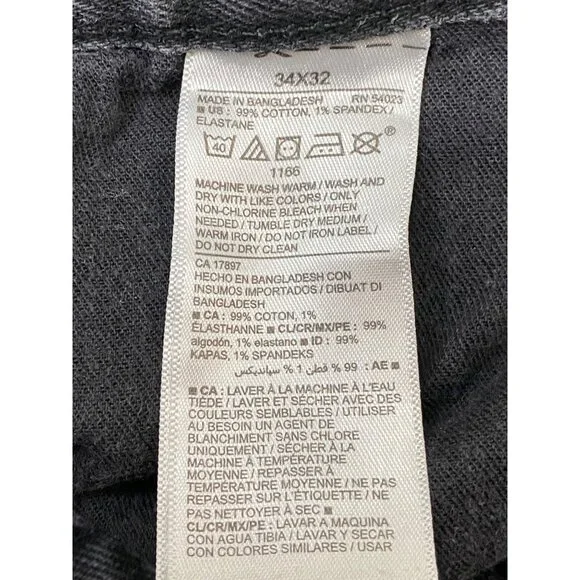 34X32
MADE IN BANGLADESH RN 54023
■ US : 99% COTTON, 1% SPANDEX /
ELASTANE
40 ®
1166
MACHINE WASH WARM / WASH AND
DRY WITH LIKE COLORS / ONLY
NON-CHLORINE BLEACH WHEN
NEEDED / TUMBLE DRY MEDIUM /
WARM IRON / DO NOT IRON LABEL /
DO NOT DRY CLEAN
CA 17897
HECHO EN BANGLADESH CON
INSUMOS IMPORTADOS / DIBUAT DI
BANGLADESH
■ CA : 99% COTON, 1%
ÉLASTHANNE ■ CL/CR/MX/PE : 99%
algodón, 1% elastano ■ ID : 99%
KAPAS, 1% SPANDEKS
■ AE : 99 % قطن 1 % سباندیکس
■ CA : LAVER À LA MACHINE À L'EAU
TIÈDE / LAVER ET SÉCHER AVEC DES
COULEURS SEMBLABLES / UTILISER
AU BESOIN UN AGENT DE
BLANCHIMENT SANS CHLORE
UNIQUEMENT / SÉCHER À LA
MACHINE À TEMPÉRATURE
MOYENNE / REPASSER À
TEMPÉRATURE MOYENNE / NE PAS
REPASSER SUR L'ÉTIQUETTE / NE
PAS NETTOYER À SEC ■
CL/CR/MX/PE : LAVAR A MAQUINA
CON AGUA TIBIA / LAVAR Y SECAR
CON COLORES SIMILARES / USAR